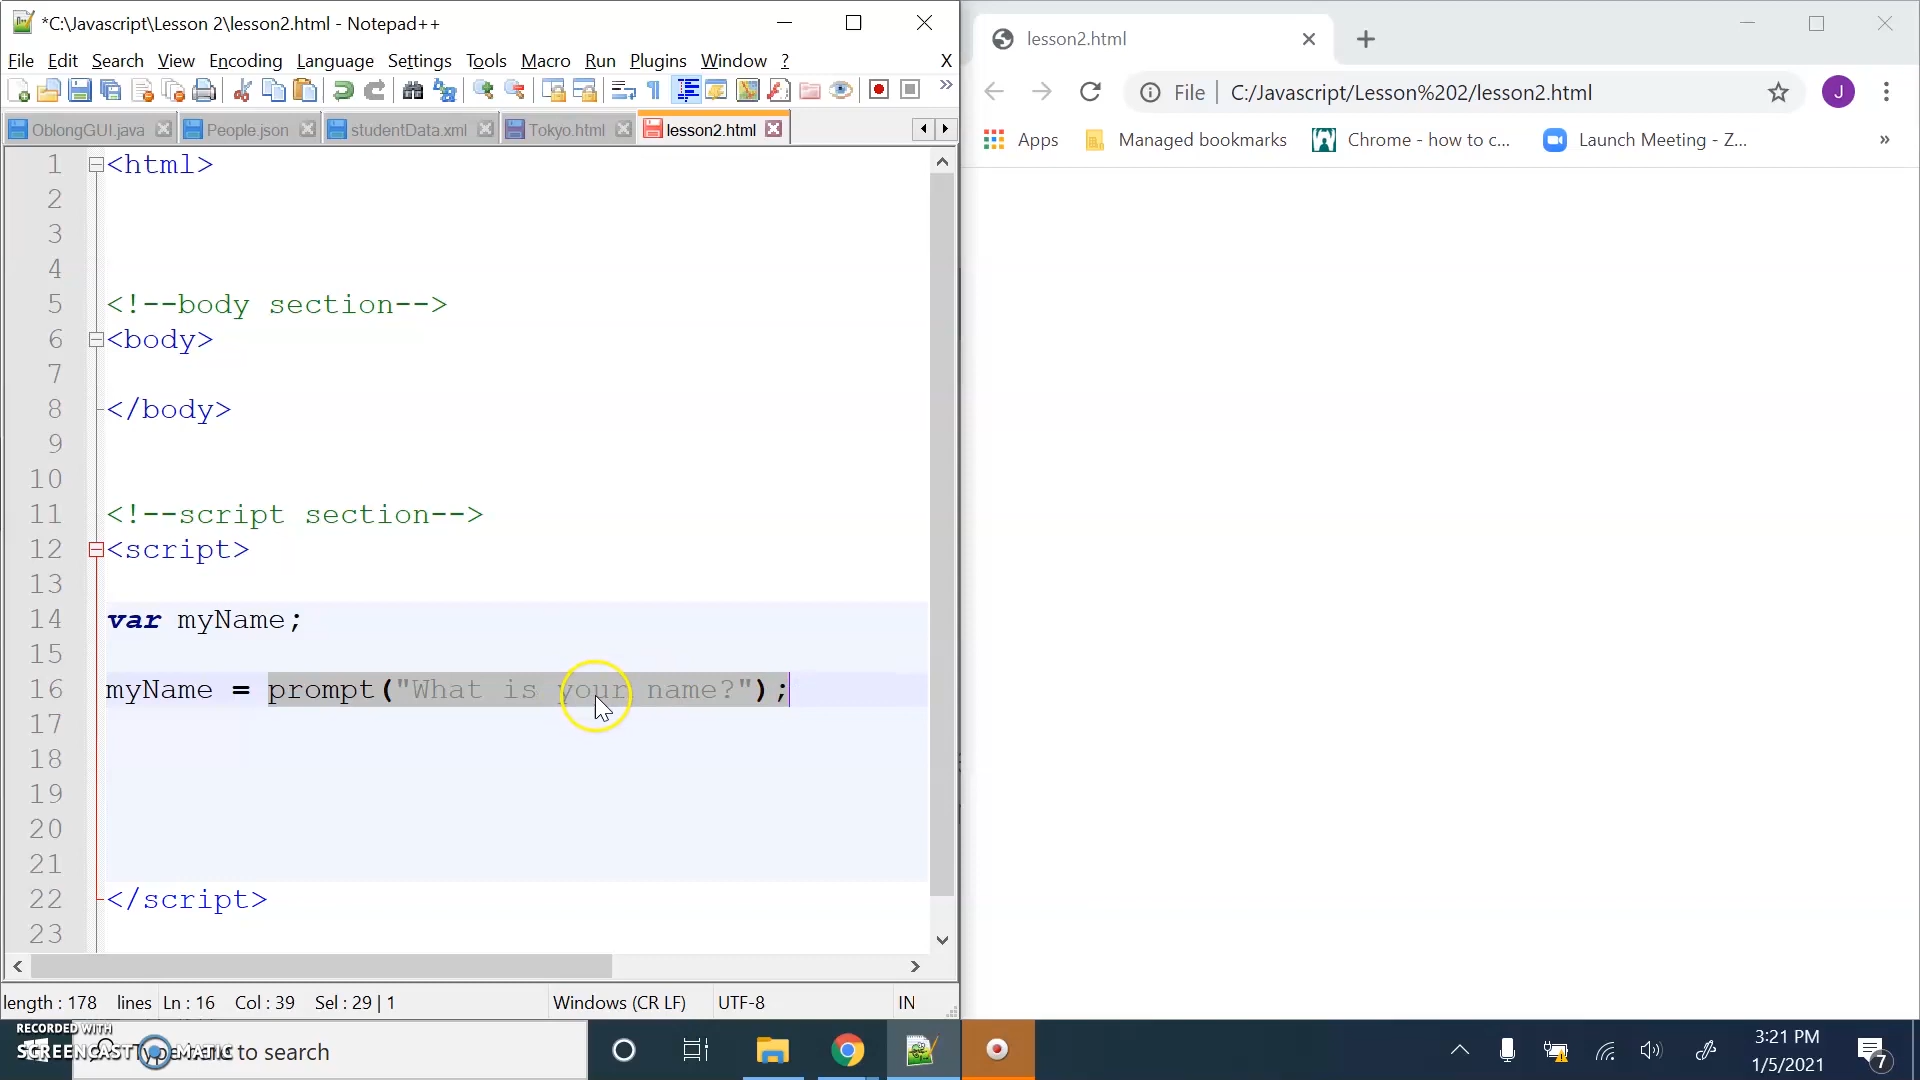 *C:\Javascript\Lesson 2\lesson2.html - Notepad++
File Edit Search View Encoding Language Settings Tools Macro Run Plugins Window ? X
OblongGUI.java People.json studentData.xml Tokyo.html lesson2.html
1 <html>
2
3
4
5 <!--body section-->
6 <body>
7
8 </body>
9
10
11 <!--script section-->
12 <script>
13
14 var myName;
15
16 myName = prompt("What is your name?");
17
18
19
20
21
22 </script>
23
length : 178 lines Ln : 16 Col : 39 Sel : 29 | 1 Windows (CR LF) UTF-8 IN
lesson2.html
File C:/Javascript/Lesson%202/lesson2.html J
Apps Managed bookmarks Chrome - how to c... Launch Meeting - Z... »
RECORDED WITH
SCREENCAST MATIC
Type here to search
3:21 PM
1/5/2021
7